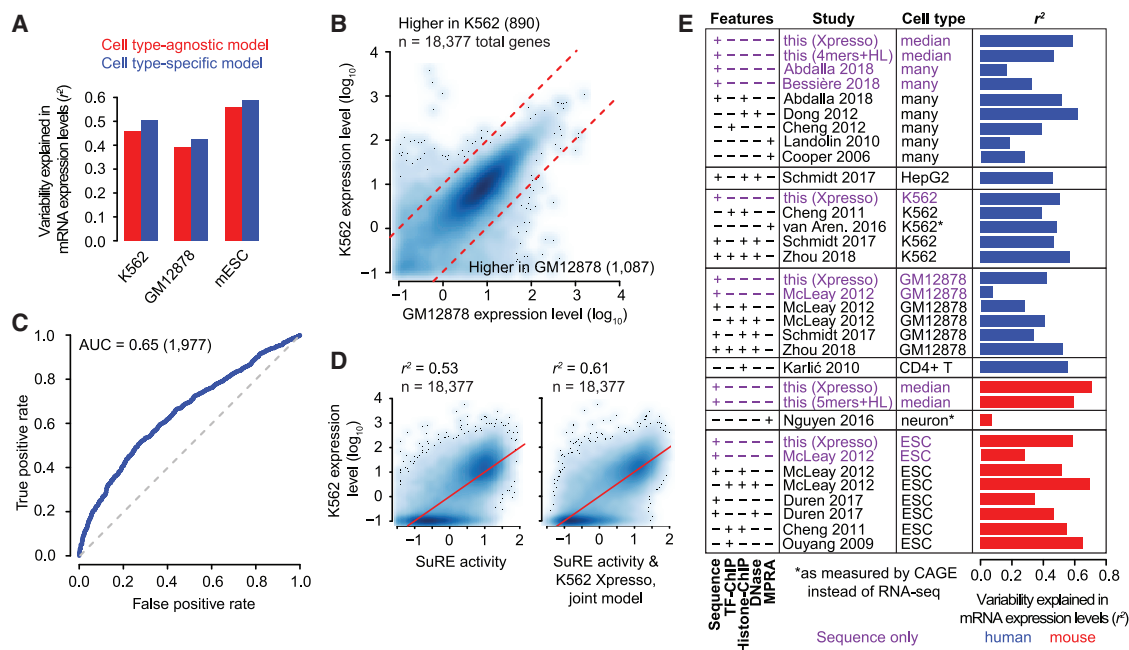 A
Cell type-agnostic model
Cell type-specific model
Variability explained in
mRNA expression levels (r²)
0.6
0.5
0.4
0.3
0.2
0.1
0.0
K562
GM12878
mESC
B
Higher in K562 (890)
n = 18,377 total genes
K562 expression level (log10)
4
3
2
1
0
−1
Higher in GM12878 (1,087)
−1 0 1 2 3 4
GM12878 expression level (log10)
C
AUC = 0.65 (1,977)
True positive rate
1.0
0.8
0.6
0.4
0.2
0.0
0.0 0.2 0.4 0.6 0.8 1.0
False positive rate
D
r² = 0.53
n = 18,377
r² = 0.61
n = 18,377
K562 expression
level (log10)
4
3
2
1
0
−1
−1 0 1 2
−1 0 1 2
SuRE activity
SuRE activity &
K562 Xpresso,
joint model
E
Features Study Cell type r²
+−−−− this (Xpresso) median
+−−−− this (4mers+HL) median
+−−−− Abdalla 2018 many
+−−−− Bessière 2018 many
+−+−− Abdalla 2018 many
−−++− Dong 2012 many
−+−−− Cheng 2012 many
−−−−+ Landolin 2010 many
−−−−+ Cooper 2006 many
+−++− Schmidt 2017 HepG2
+−−−− this (Xpresso) K562
−++−− Cheng 2011 K562
−−−−+ van Aren. 2016 K562*
+−++− Schmidt 2017 K562
++++− Zhou 2018 K562
+−−−− this (Xpresso) GM12878
+−−−− McLeay 2012 GM12878
+−−+− McLeay 2012 GM12878
+−++− McLeay 2012 GM12878
+−++− Schmidt 2017 GM12878
++++− Zhou 2018 GM12878
−−+−− Karlić 2010 CD4+ T
+−−−− this (Xpresso) median
+−−−− this (5mers+HL) median
−−−−+ Nguyen 2016 neuron*
+−−−− this (Xpresso) ESC
+−−−− McLeay 2012 ESC
+−+−− McLeay 2012 ESC
+++−− McLeay 2012 ESC
+−−−− Duren 2017 ESC
+−−+− Duren 2017 ESC
−++−− Cheng 2011 ESC
−+−−− Ouyang 2009 ESC
Sequence
TF-ChIP
Histone-ChIP
DNase
MPRA
*as measured by CAGE
instead of RNA-seq
Sequence only
0.0 0.2 0.4 0.6 0.8
Variability explained in
mRNA expression levels (r²)
human mouse